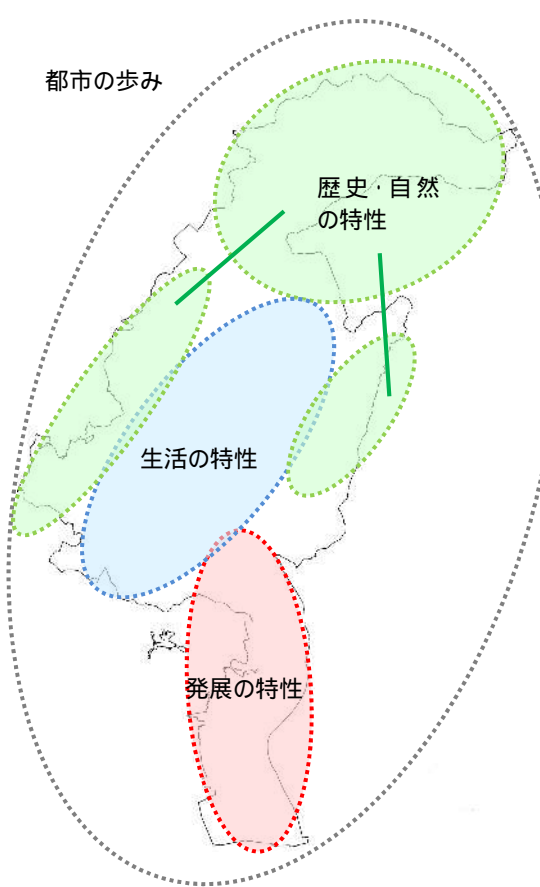 都市の歩み
歴史・自然
の特性
生活の特性
発展の特性